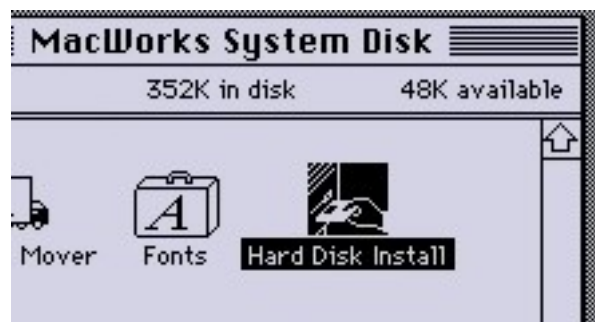 MacWorks System Disk
352K in disk 48K available
Mover Fonts Hard Disk Install